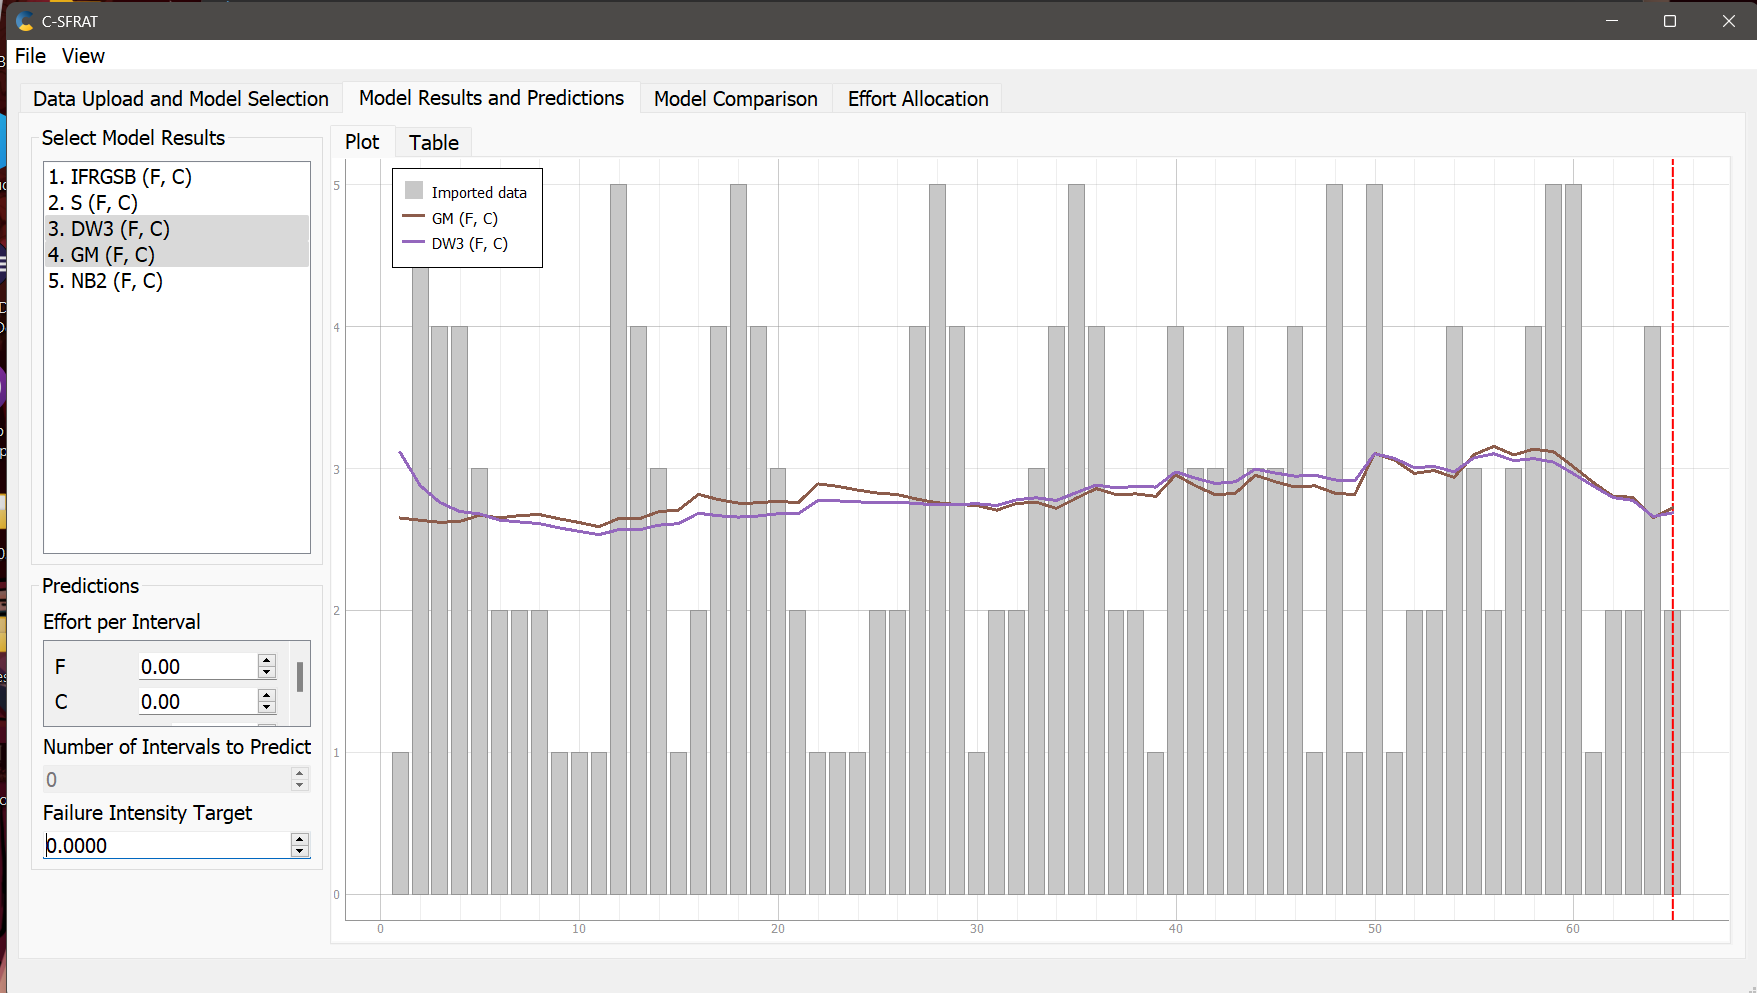 C-SFRAT
File View
Data Upload and Model Selection
Model Results and Predictions
Model Comparison
Effort Allocation
Select Model Results
1. IFRGSB (F, C)
2. S (F, C)
3. DW3 (F, C)
4. GM (F, C)
5. NB2 (F, C)
Predictions
Effort per Interval
F 0.00
C 0.00
Number of Intervals to Predict
0
Failure Intensity Target
0.0000
Plot Table
Imported data
GM (F, C)
DW3 (F, C)
5
4
3
2
1
0
0 10 20 30 40 50 60